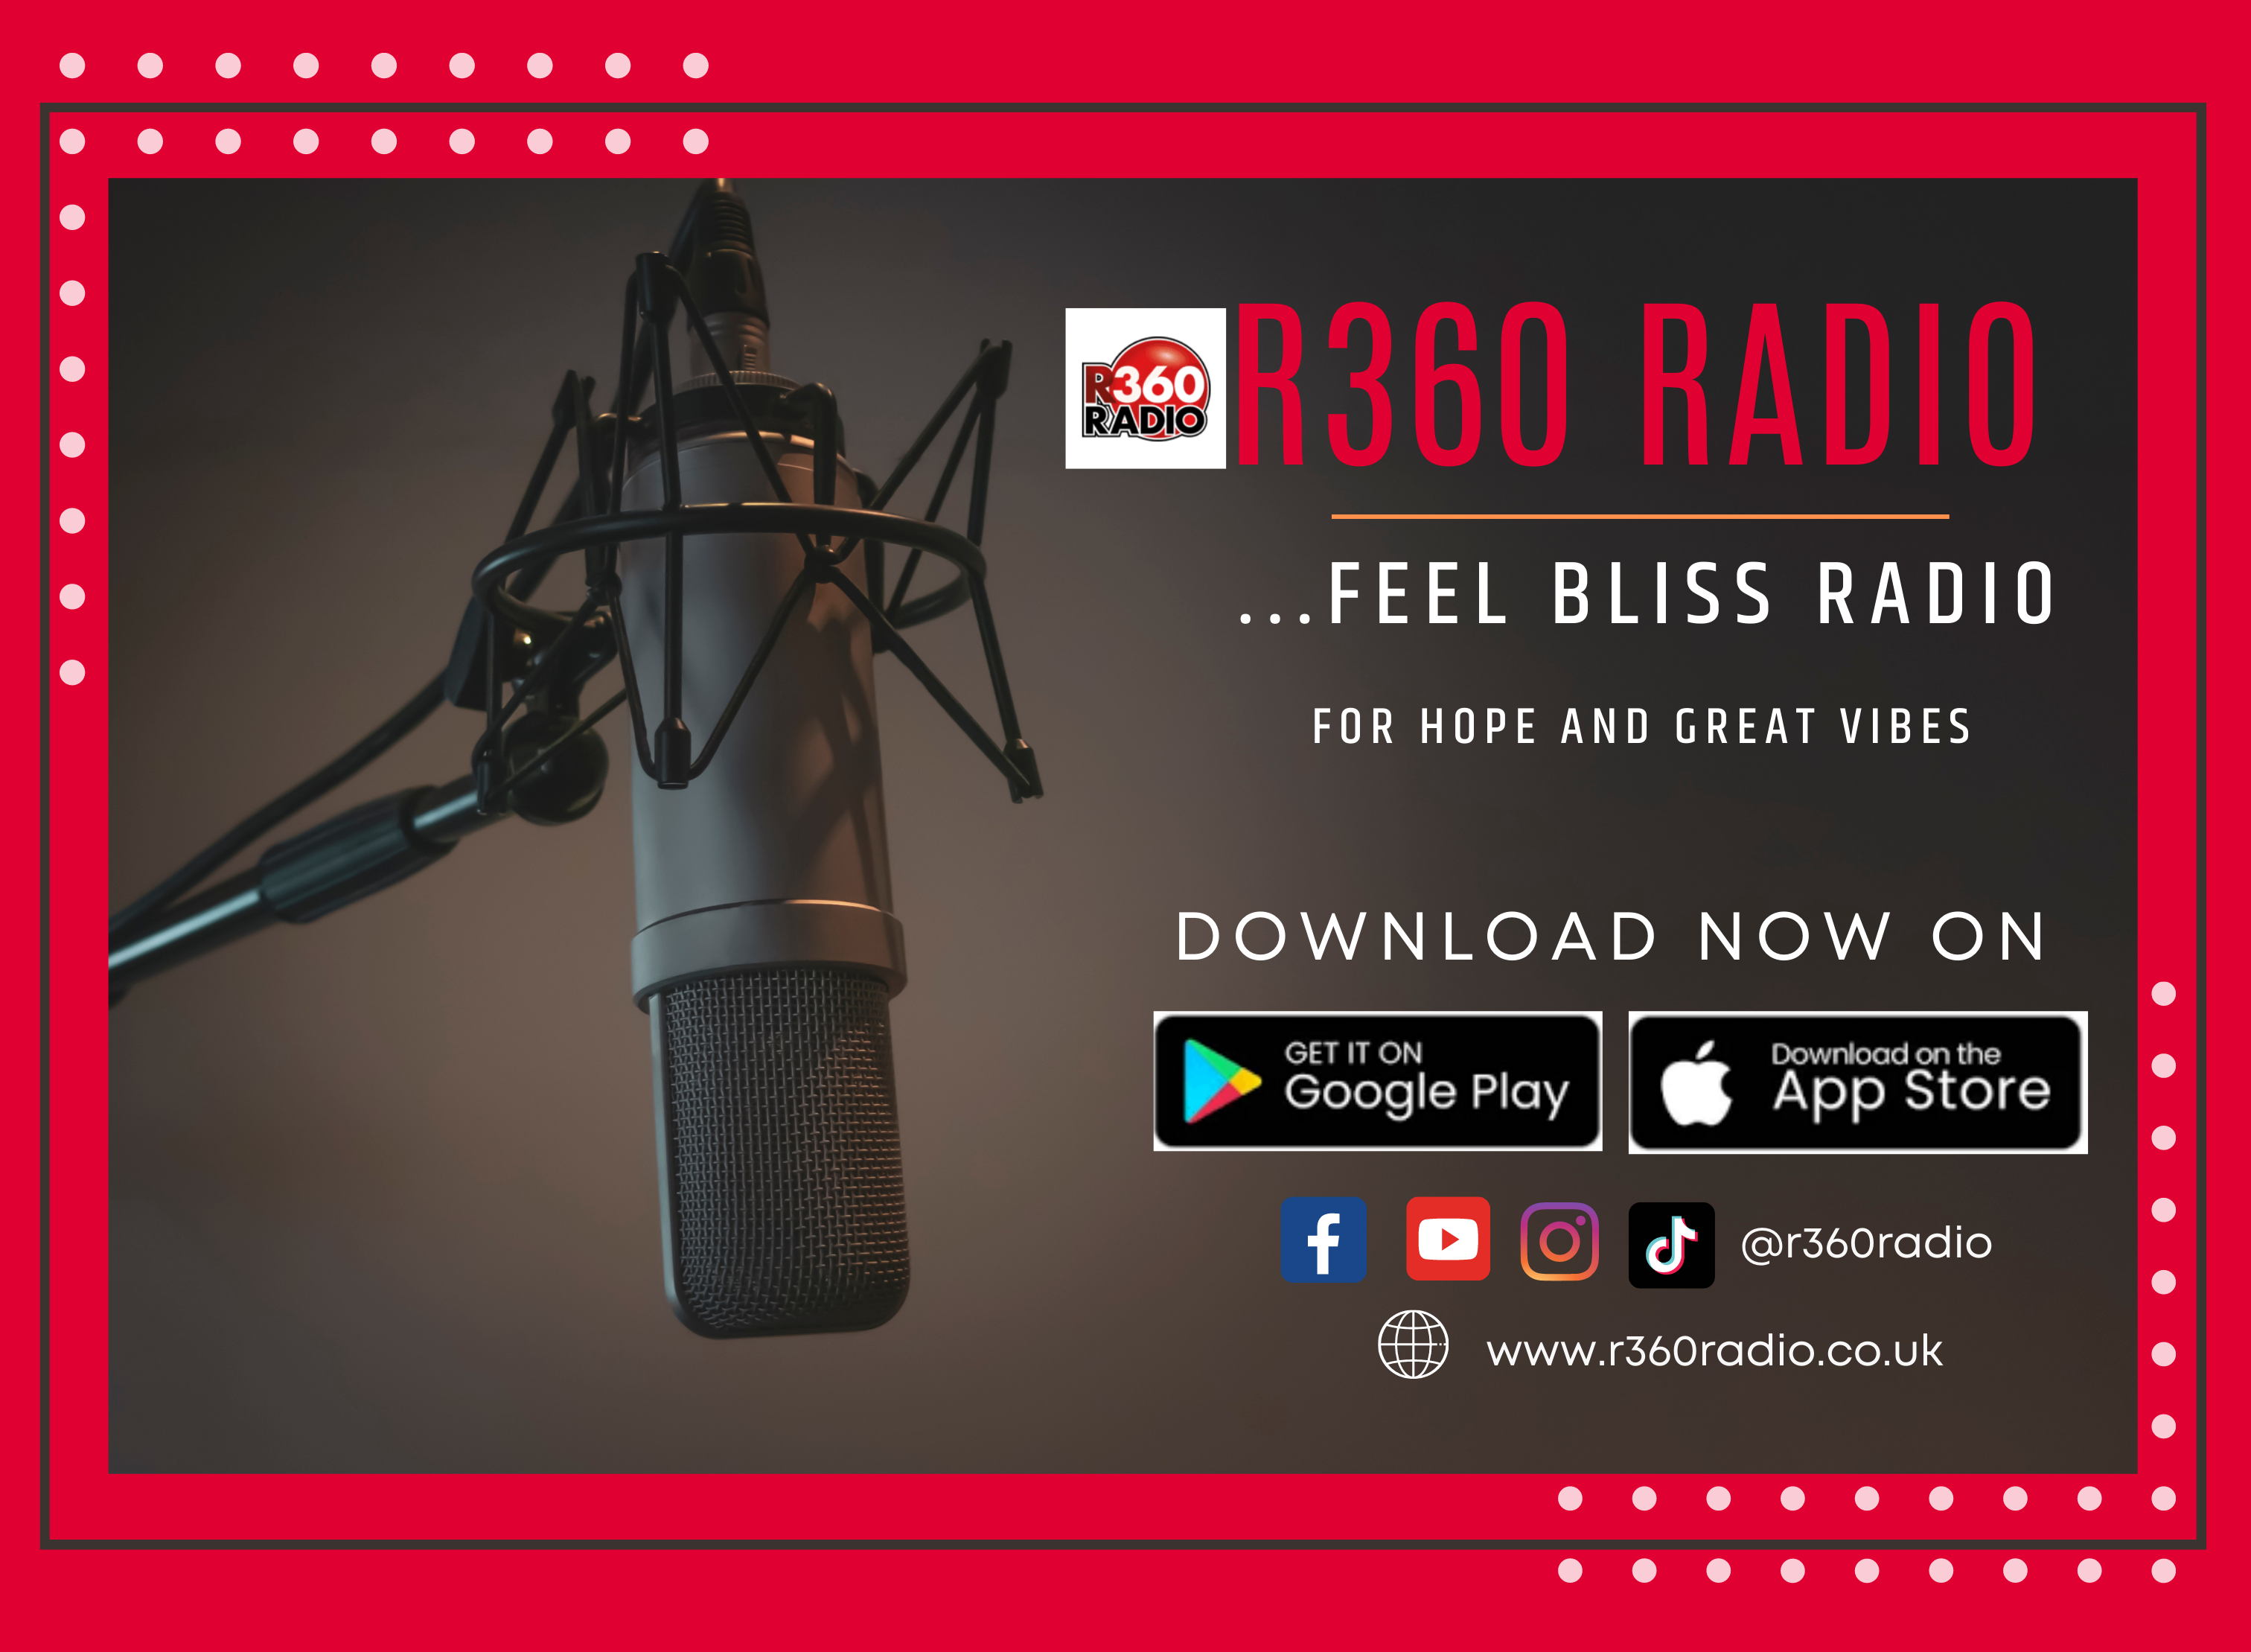 R360
RADIO
R360 RADIO
...FEEL BLISS RADIO
FOR HOPE AND GREAT VIBES
DOWNLOAD NOW ON
GET IT ON
Google Play
Download on the
App Store
@r360radio
www.r360radio.co.uk